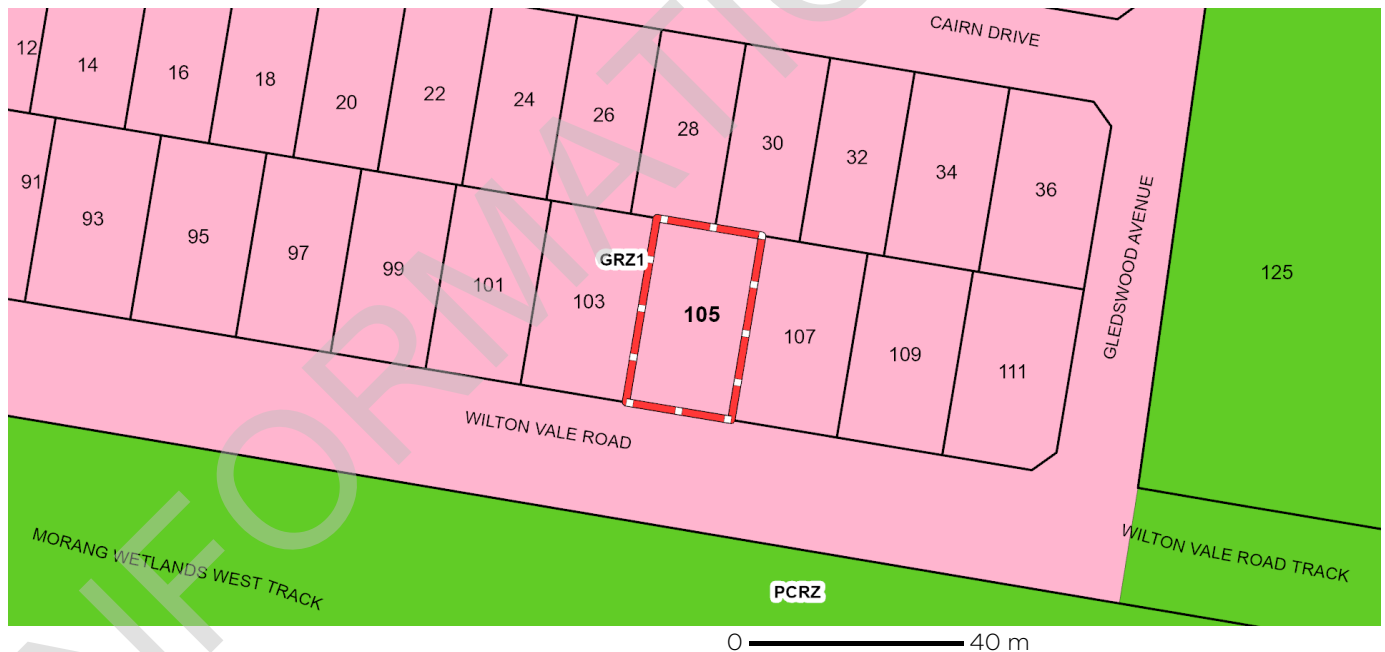 CAIRN DRIVE
12
14
16
18
20
22
24
26
28
30
32
34
36
91
93
95
97
99
101
103
GRZ1
105
107
109
111
GLEDSWOOD AVENUE
125
WILTON VALE ROAD
MORANG WETLANDS WEST TRACK
WILTON VALE ROAD TRACK
PCRZ
0 40 m
NFORMATIO